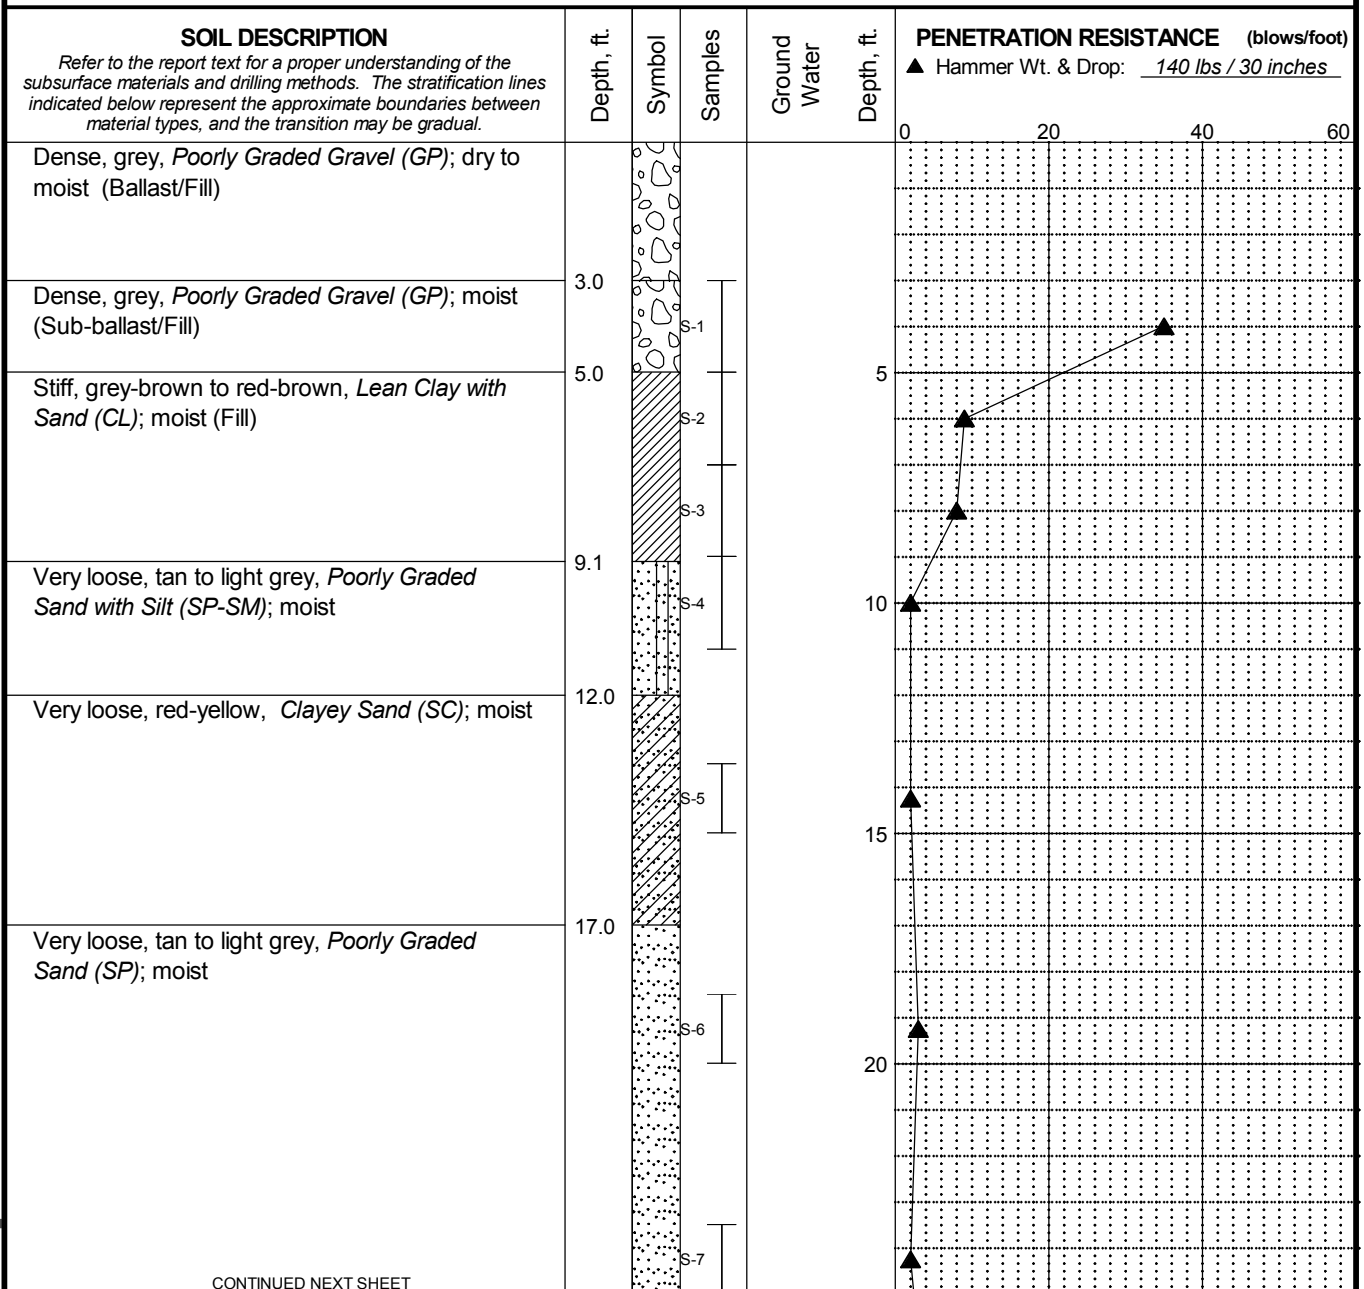 SOIL DESCRIPTION
Refer to the report text for a proper understanding of the
subsurface materials and drilling methods. The stratification lines
indicated below represent the approximate boundaries between
material types, and the transition may be gradual.
Depth, ft.
Symbol
Samples
Ground
Water
Depth, ft.
PENETRATION RESISTANCE (blows/foot)
▲ Hammer Wt. & Drop: 140 lbs / 30 inches
0 20 40 60
Dense, grey, Poorly Graded Gravel (GP); dry to
moist (Ballast/Fill)
3.0
Dense, grey, Poorly Graded Gravel (GP); moist
(Sub-ballast/Fill)
S-1
5.0
5
Stiff, grey-brown to red-brown, Lean Clay with
Sand (CL); moist (Fill)
S-2
S-3
9.1
Very loose, tan to light grey, Poorly Graded
Sand with Silt (SP-SM); moist
S-4
10
12.0
Very loose, red-yellow, Clayey Sand (SC); moist
S-5
15
17.0
Very loose, tan to light grey, Poorly Graded
Sand (SP); moist
S-6
20
S-7
CONTINUED NEXT SHEET